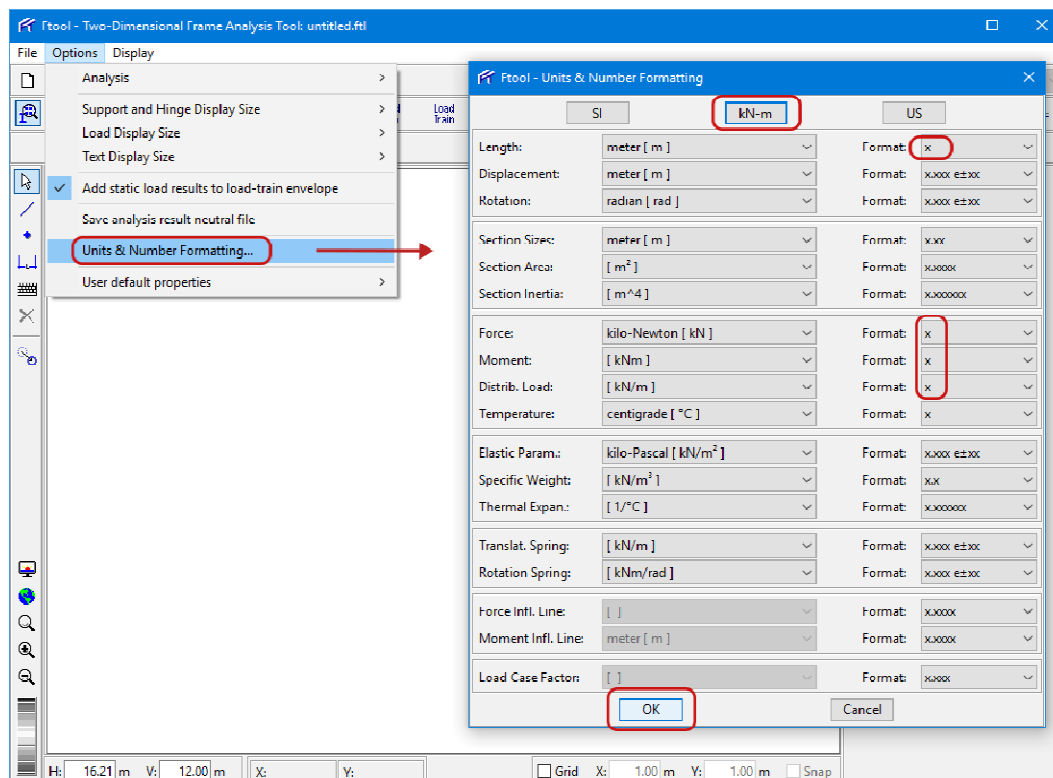 Ftool - Two-Dimensional Frame Analysis Tool: untitled.ftl
File Options Display
Analysis
Support and Hinge Display Size
Load Display Size
Text Display Size
Add static load results to load-train envelope
Save analysis result neutral file
Units & Number Formatting...
User default properties
Load
Train
Ftool - Units & Number Formatting
SI kN-m US
Length: meter [ m ] Format: x
Displacement: meter [ m ] Format: x.xxx e±xx
Rotation: radian [ rad ] Format: x.xxx e±xx
Section Sizes: meter [ m ] Format: x.xx
Section Area: [ m² ] Format: x.xxxx
Section Inertia: [ m^4 ] Format: x.xxxxxx
Force: kilo-Newton [ kN ] Format: x
Moment: [ kNm ] Format: x
Distrib. Load: [ kN/m ] Format: x
Temperature: centigrade [ °C ] Format: x
Elastic Param.: kilo-Pascal [ kN/m² ] Format: x.xxx e±xx
Specific Weight: [ kN/m³ ] Format: x.x
Thermal Expan.: [ 1/°C ] Format: x.xxxxxx
Translat. Spring: [ kN/m ] Format: x.xxx e±xx
Rotation Spring: [ kNm/rad ] Format: x.xxx e±xx
Force Infl. Line: [ ] Format: x.xxxx
Moment Infl. Line: meter [ m ] Format: x.xxxx
Load Case Factor: [ ] Format: x.xxx
OK Cancel
H: 16.21 m V: 12.00 m X: Y: Grid X: 1.00 m Y: 1.00 m Snap